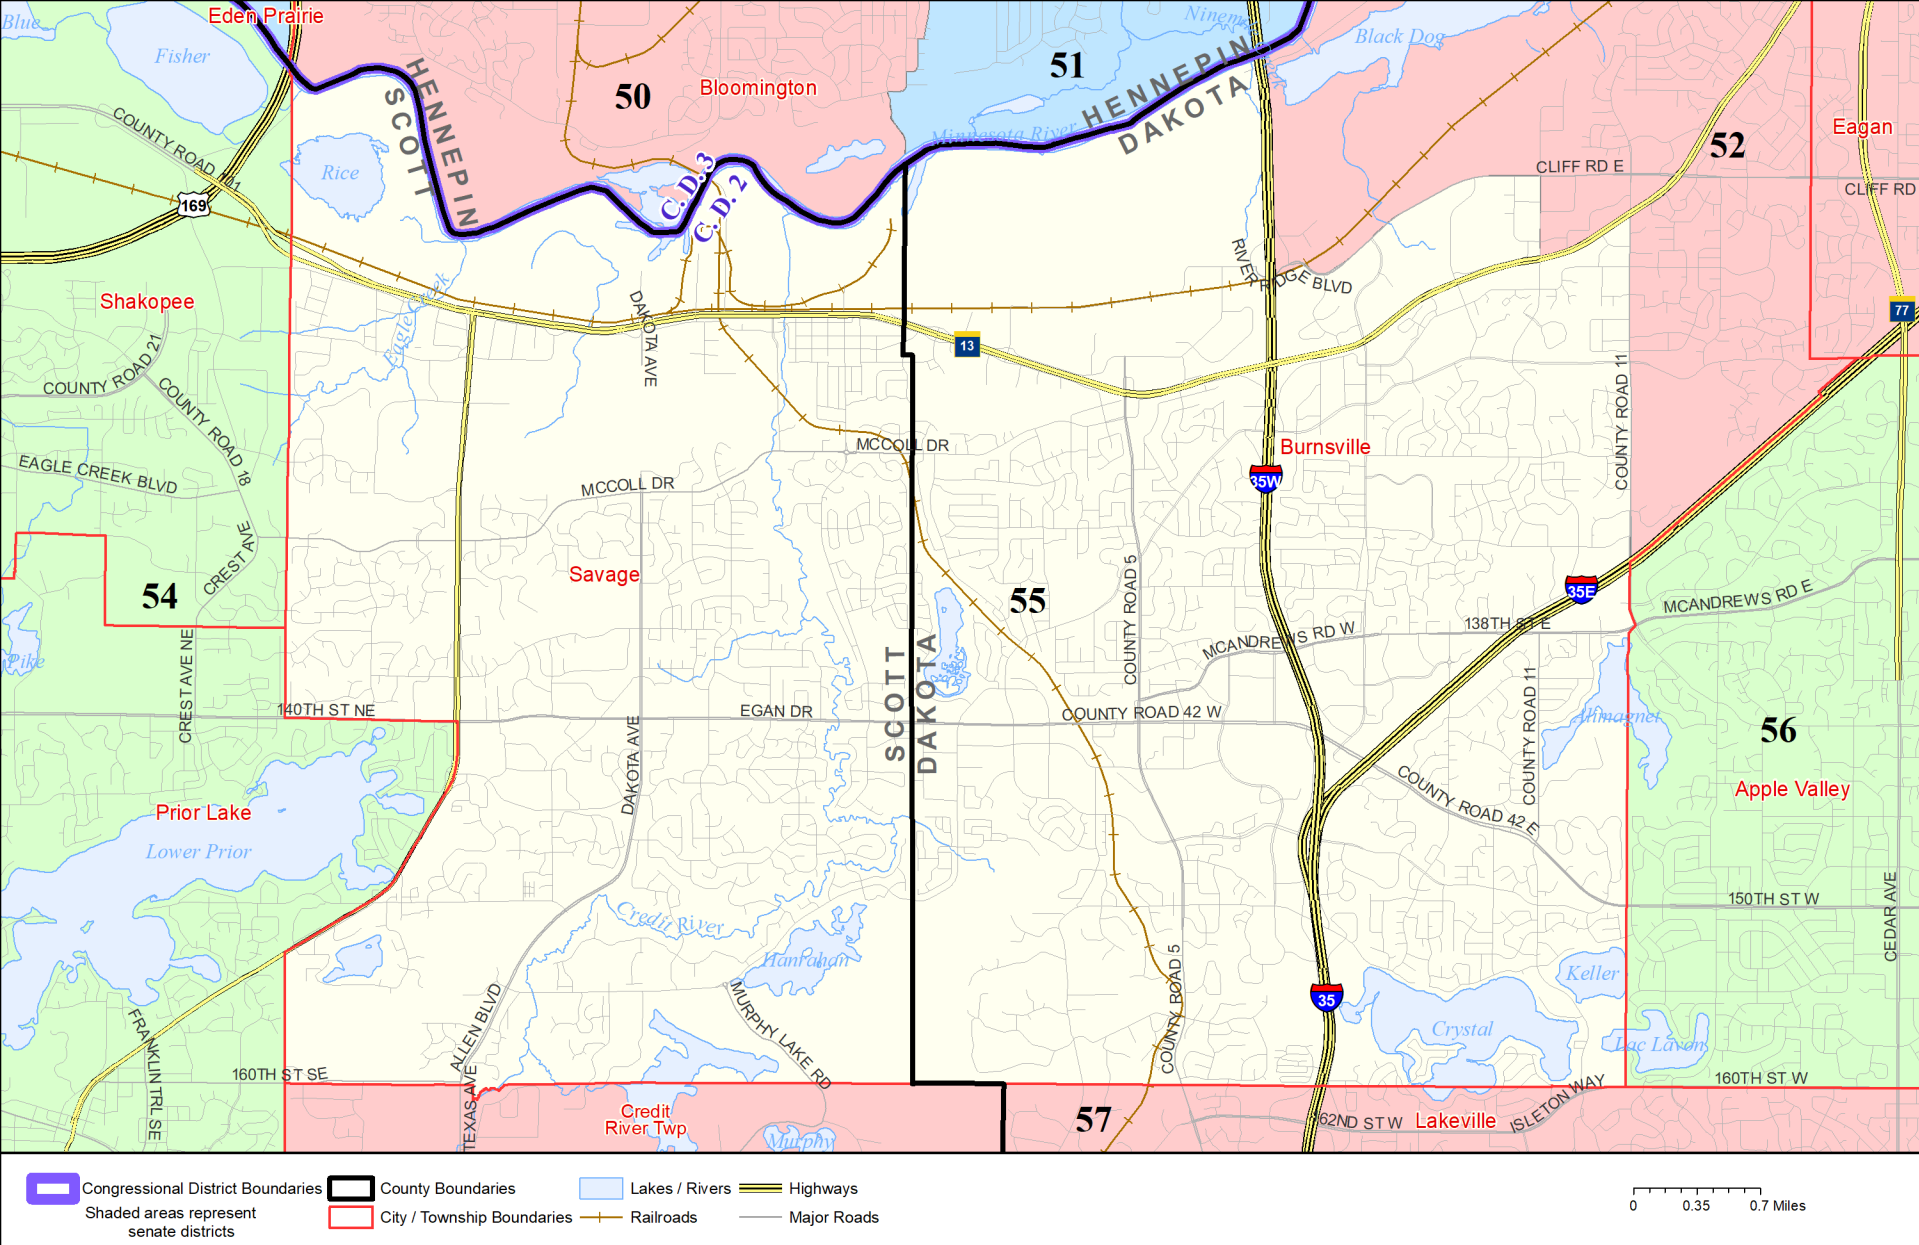 Eden Prairie
Blue
Fisher
Nineme
Black Dog
51
50
Bloomington
HENNEPIN
DAKOTA
HENNEPIN
SCOTT
COUNTY ROAD 101
Minnesota River
52
Eagan
CLIFF RD E
CLIFF RD
Rice
169
C. D. 3
C. D. 2
RIVER RIDGE BLVD
Shakopee
Eagle Creek
DAKOTA AVE
13
77
COUNTY ROAD 21
COUNTY ROAD 18
COUNTY ROAD 11
MCCOLL DR
Burnsville
EAGLE CREEK BLVD
MCCOLL DR
35W
CREST AVE
Savage
54
55
COUNTY ROAD 5
35E
MCANDREWS RD E
138TH ST E
MCANDREWS RD W
Pike
CREST AVE NE
SCOTT
DAKOTA
140TH ST NE
EGAN DR
COUNTY ROAD 42 W
COUNTY ROAD 11
Alimagnet
56
DAKOTA AVE
COUNTY ROAD 42 E
Apple Valley
Prior Lake
Lower Prior
150TH ST W
CEDAR AVE
Credit River
Hanrahan
Keller
COUNTY ROAD 5
35
MURPHY LAKE RD
ALLEN BLVD
FRANKLIN TRL SE
Crystal
Lac Lavon
160TH ST SE
160TH ST W
TEXAS AVE
Credit
River Twp
57
62ND ST W
Lakeville
ISLETON WAY
Murphy
Congressional District Boundaries
County Boundaries
Lakes / Rivers
Highways
Shaded areas represent
senate districts
City / Township Boundaries
Railroads
Major Roads
0
0.35
0.7 Miles